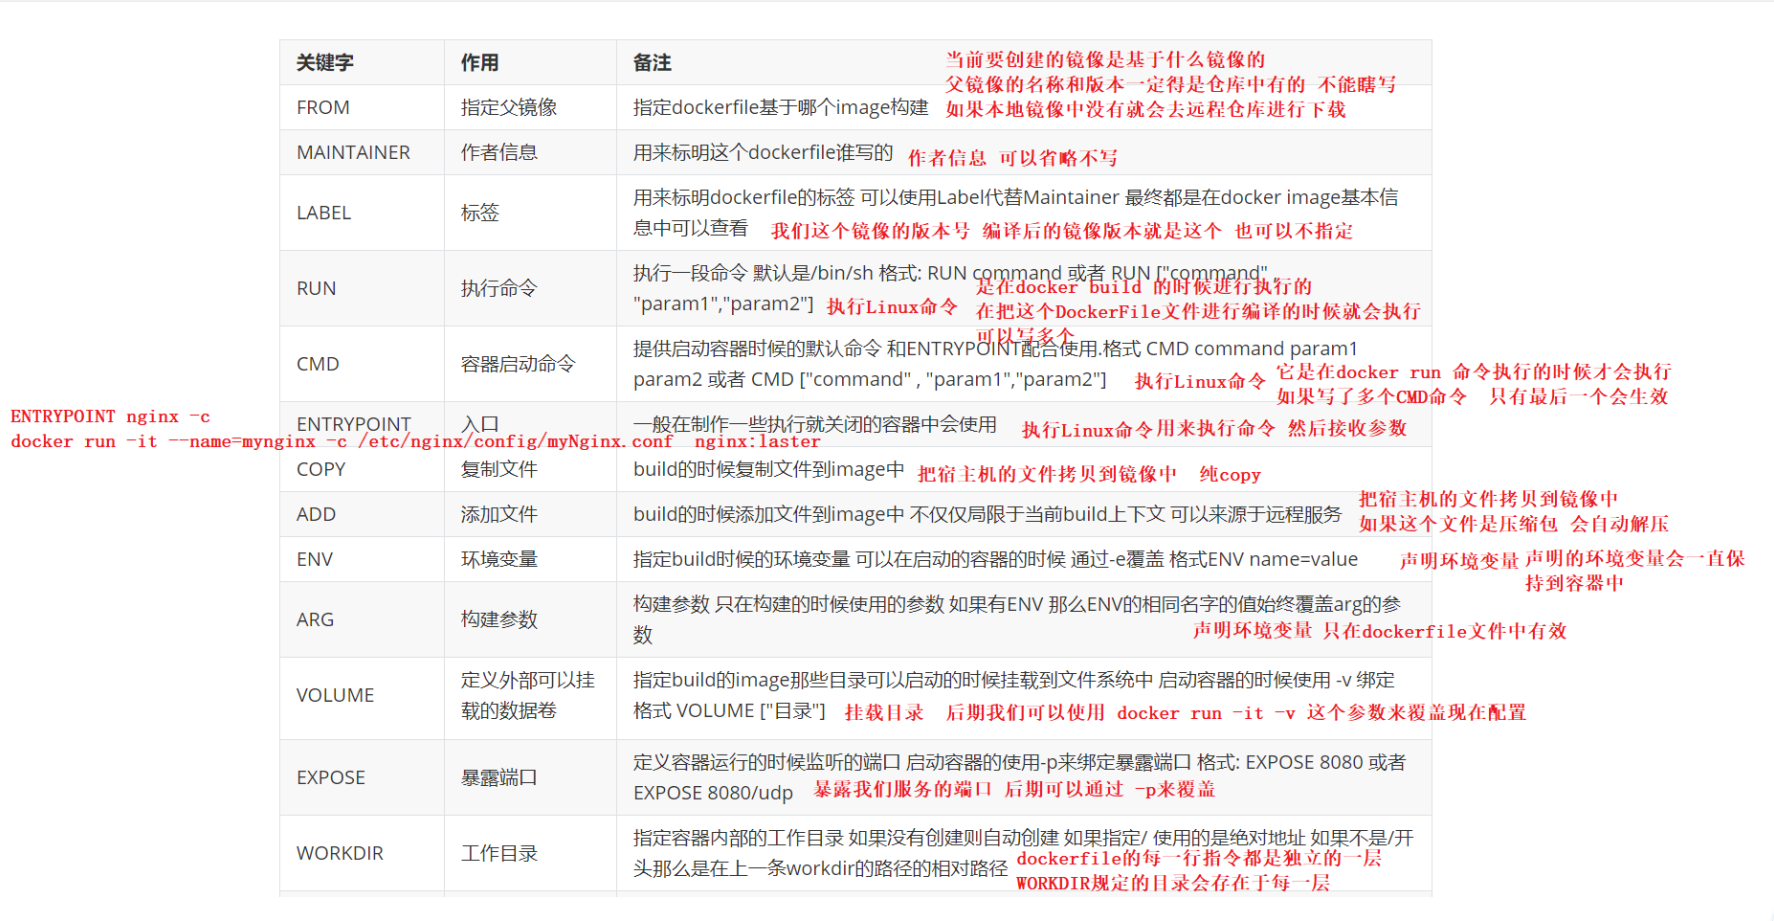 关键字 作用 备注
当前要创建的镜像是基于什么镜像的
父镜像的名称和版本一定得是仓库中有的 不能瞎写
FROM 指定父镜像 指定dockerfile基于哪个image构建
如果本地镜像中没有就会去远程仓库进行下载
MAINTAINER 作者信息 用来标明这个dockerfile谁写的 作者信息 可以省略不写
LABEL 标签 用来标明dockerfile的标签 可以使用Label代替Maintainer 最终都是在docker image基本信
息中可以查看 我们这个镜像的版本号 编译后的镜像版本就是这个 也可以不指定
RUN 执行命令 执行一段命令 默认是/bin/sh 格式: RUN command 或者 RUN ["command" ,
"param1","param2"] 执行Linux命令
是在docker build 的时候进行执行的
在把这个DockerFile文件进行编译的时候就会执行
可以写多个
CMD 容器启动命令 提供启动容器时候的默认命令 和ENTRYPOINT配合使用.格式 CMD command param1
param2 或者 CMD ["command" , "param1","param2"] 执行Linux命令
它是在docker run 命令执行的时候才会执行
如果写了多个CMD命令 只有最后一个会生效
ENTRYPOINT nginx -c
ENTRYPOINT 入口 一般在制作一些执行就关闭的容器中会使用 执行Linux命令用来执行命令 然后接收参数
docker run -it --name=mynginx -c /etc/nginx/config/myNginx.conf nginx:laster
COPY 复制文件 build的时候复制文件到image中 把宿主机的文件拷贝到镜像中 纯copy
ADD 添加文件 build的时候添加文件到image中 不仅仅局限于当前build上下文 可以来源于远程服务
把宿主机的文件拷贝到镜像中
如果这个文件是压缩包 会自动解压
ENV 环境变量 指定build时候的环境变量 可以在启动的容器的时候 通过-e覆盖 格式ENV name=value
声明环境变量 声明的环境变量会一直保
持到容器中
ARG 构建参数 构建参数 只在构建的时候使用的参数 如果有ENV 那么ENV的相同名字的值始终覆盖arg的参
数 声明环境变量 只在dockerfile文件中有效
VOLUME 定义外部可以挂
载的数据卷
指定build的image那些目录可以启动的时候挂载到文件系统中 启动容器的时候使用 -v 绑定
格式 VOLUME ["目录"] 挂载目录 后期我们可以使用 docker run -it -v 这个参数来覆盖现在配置
EXPOSE 暴露端口 定义容器运行的时候监听的端口 启动容器的使用-p来绑定暴露端口 格式: EXPOSE 8080 或者
EXPOSE 8080/udp 暴露我们服务的端口 后期可以通过 -p来覆盖
WORKDIR 工作目录 指定容器内部的工作目录 如果没有创建则自动创建 如果指定/ 使用的是绝对地址 如果不是/开
头那么是在上一条workdir的路径的相对路径
dockerfile的每一行指令都是独立的一层
WORKDIR规定的目录会存在于每一层